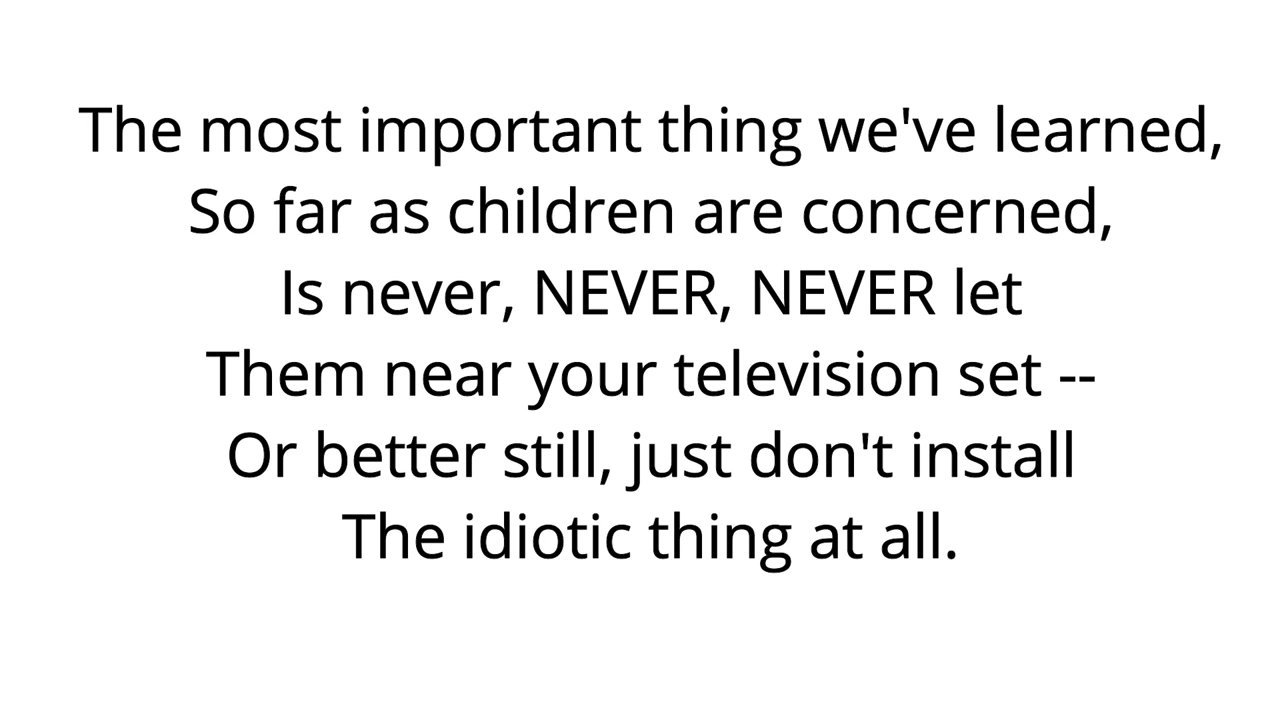 The most important thing we've learned,
So far as children are concerned,
Is never, NEVER, NEVER let
Them near your television set --
Or better still, just don't install
The idiotic thing at all.